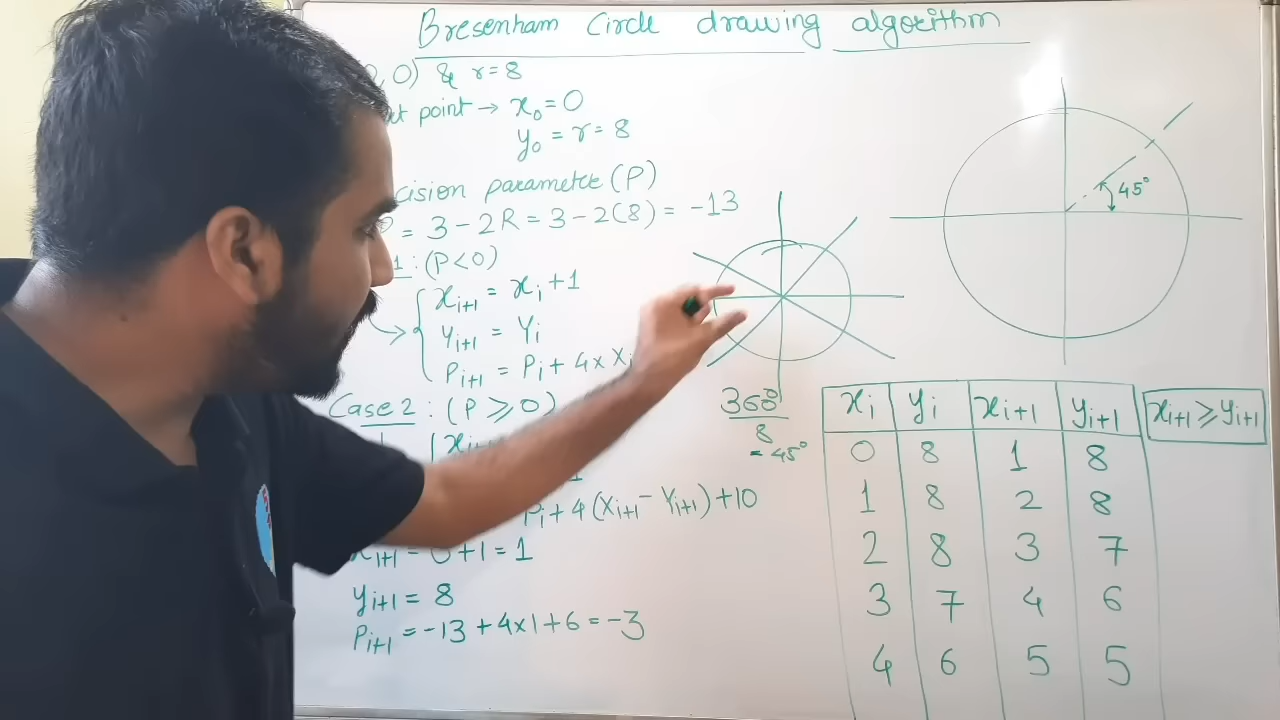 Bresenham Circle drawing algorithm
, 0) & r = 8
point → x₀ = 0
y₀ = r = 8
parameter (P)
= 3 - 2R = 3 - 2(8) = -13
1 : (P < 0)
xᵢ₊₁ = xᵢ + 1
Yᵢ₊₁ = Yᵢ
Pᵢ₊₁ = Pᵢ + 4 x X
Case 2 : (P ⩾ 0)
Pᵢ + 4 (Xᵢ₊₁ - Yᵢ₊₁) + 10
xᵢ₊₁ = 0 + 1 = 1
yᵢ₊₁ = 8
Pᵢ₊₁ = -13 + 4x1 + 6 = -3
360°
8
= 45°
45°
xᵢ yᵢ xᵢ₊₁ yᵢ₊₁ xᵢ₊₁ ⩾ yᵢ₊₁
0 8 1 8
1 8 2 8
2 8 3 7
3 7 4 6
4 6 5 5